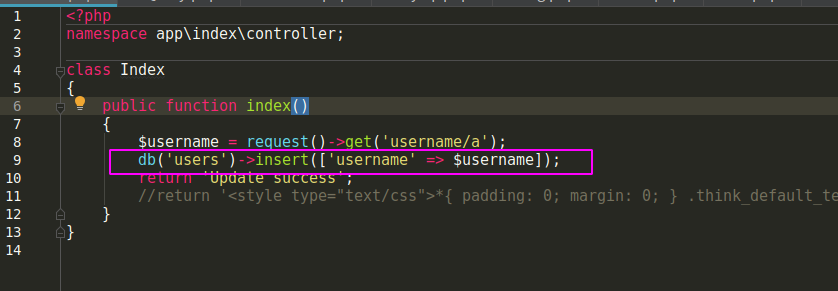 1 <?php
2 namespace app\index\controller;
3
4 class Index
5 {
6 public function index()
7 {
8 $username = request()->get('username/a');
9 db('users')->insert(['username' => $username]);
10 return 'Update success';
11 //return '<style type="text/css">*{ padding: 0; margin: 0; } .think_default_te
12 }
13 }
14